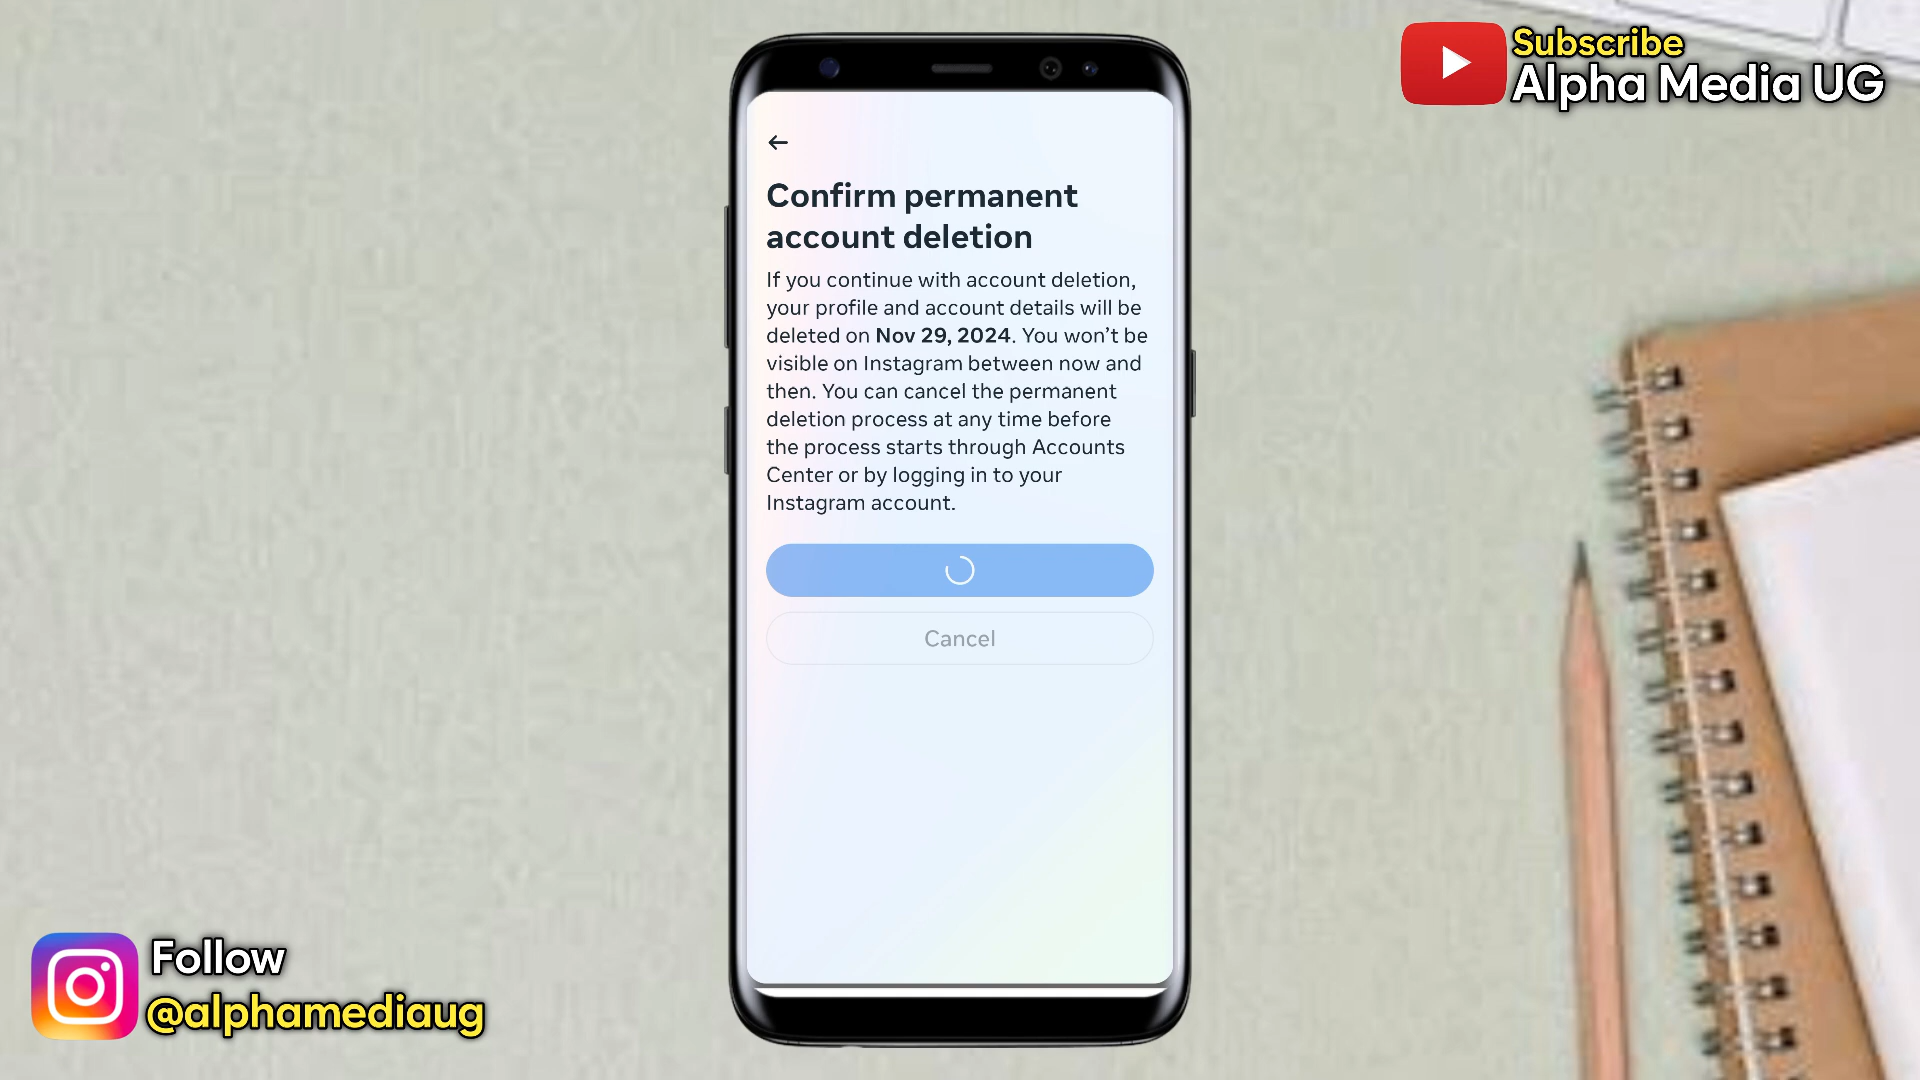 Subscribe
Alpha Media UG
Confirm permanent
account deletion
If you continue with account deletion,
your profile and account details will be
deleted on Nov 29, 2024. You won’t be
visible on Instagram between now and
then. You can cancel the permanent
deletion process at any time before
the process starts through Accounts
Center or by logging in to your
Instagram account.
Cancel
Follow
@alphamediaug